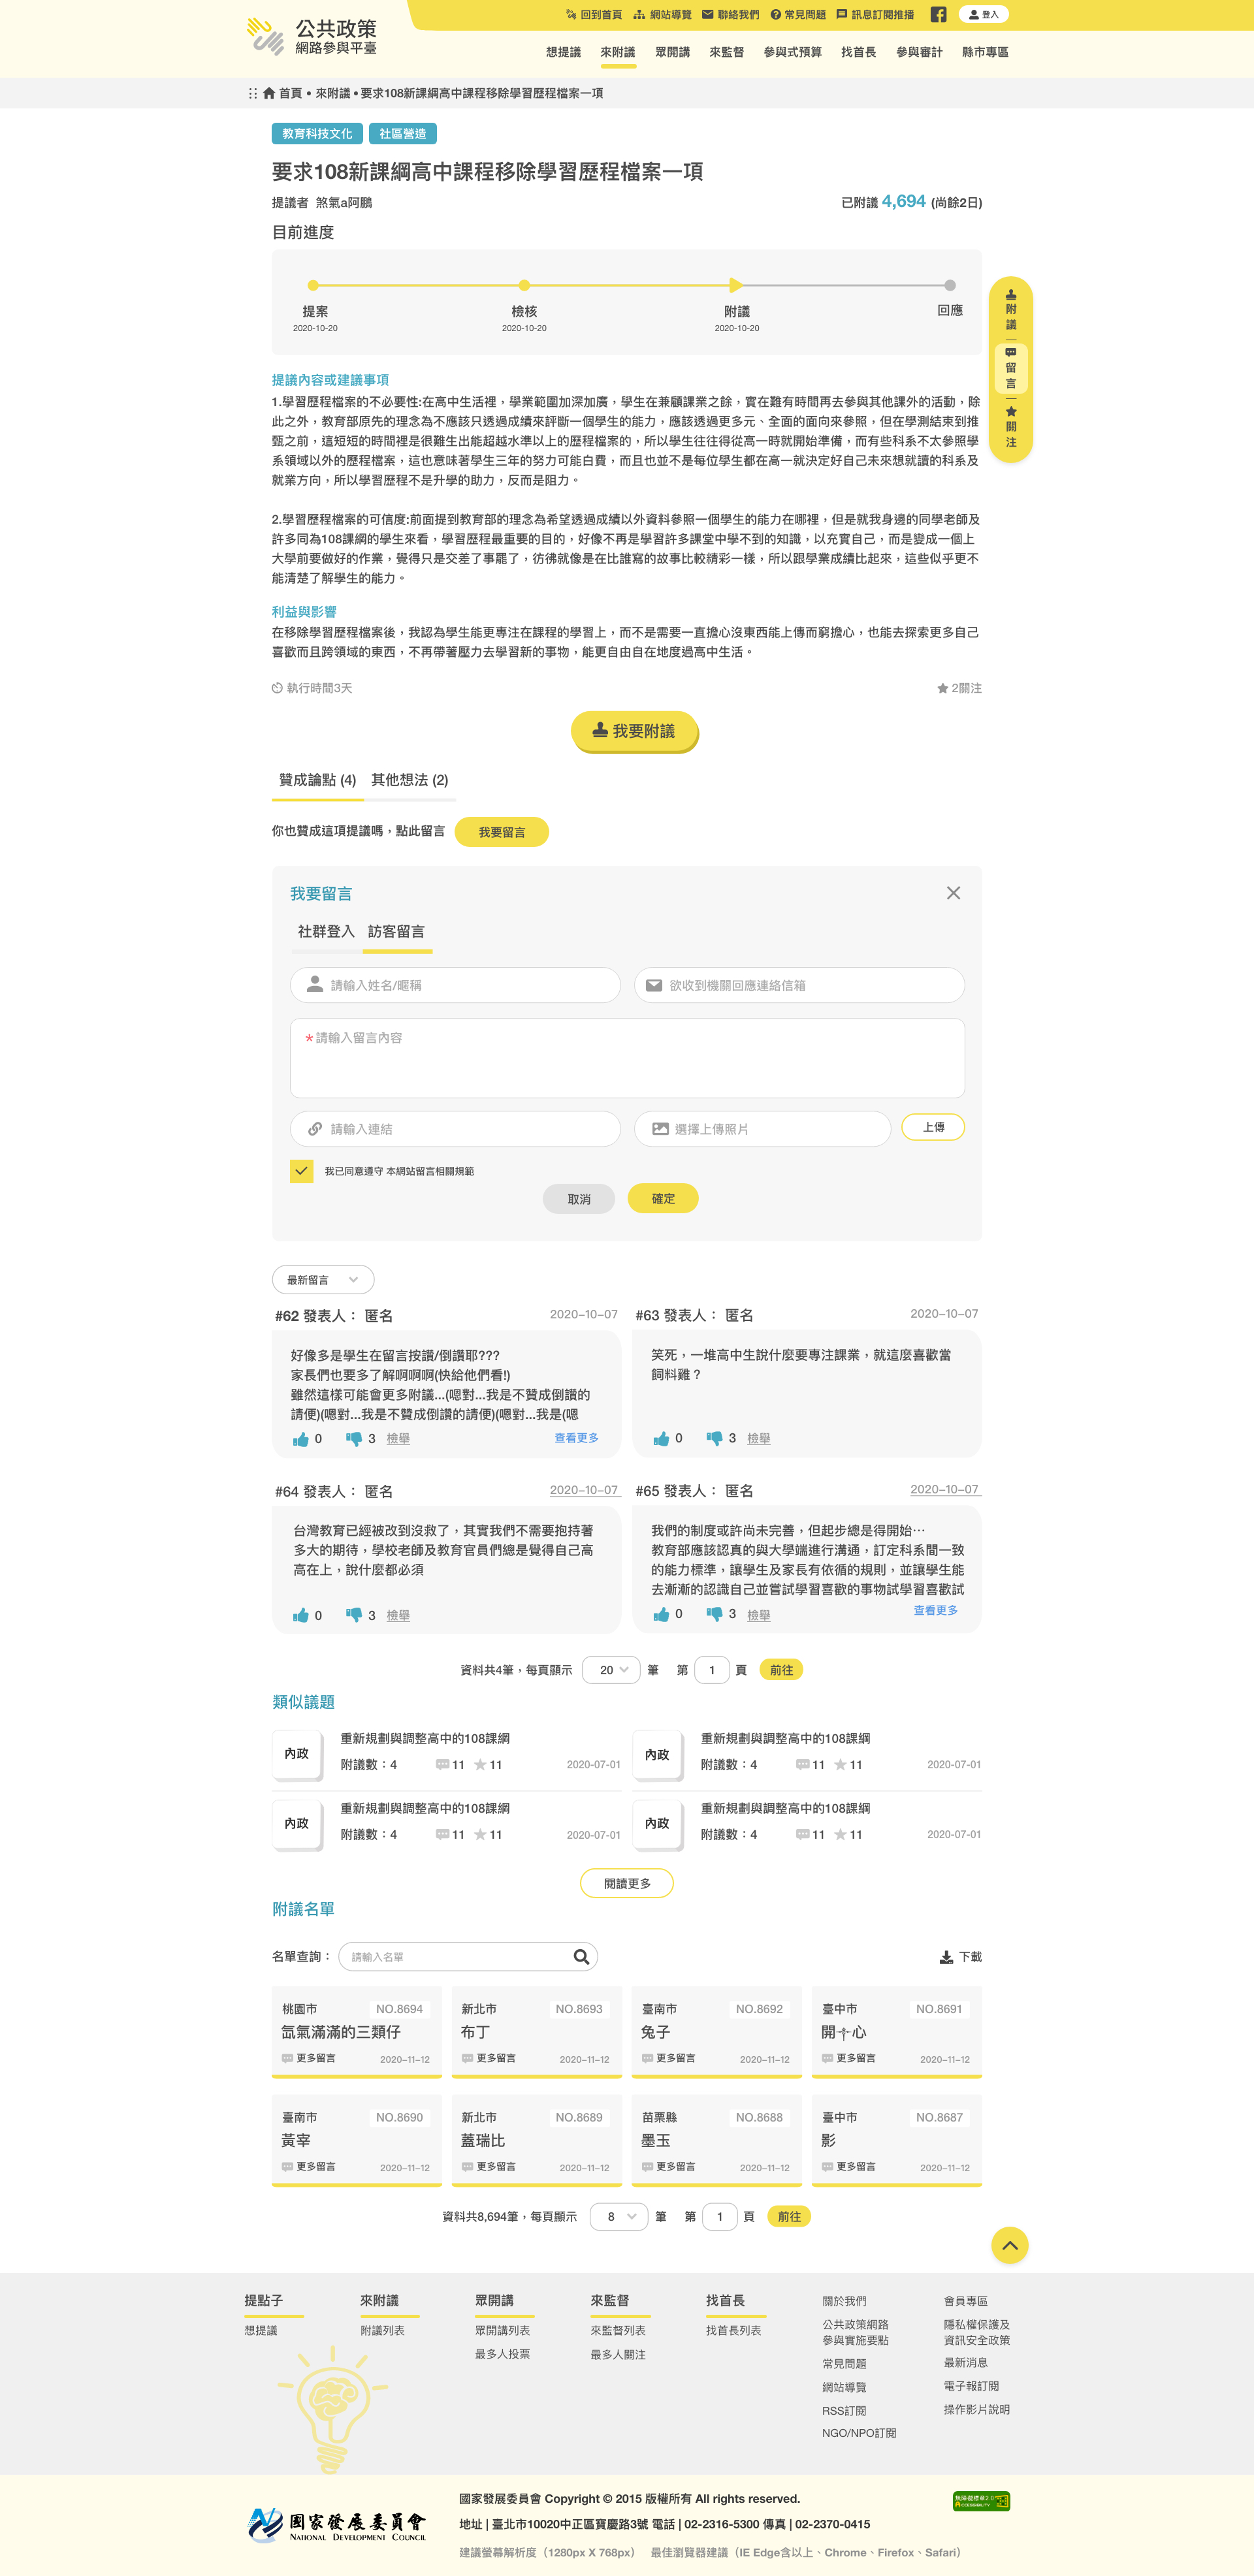 公共政策
網路參與平臺
回到首頁 網站導覽 聯絡我們 常見問題 訊息訂閱推播 登入
想提議 來附議 眾開講 來監督 參與式預算 找首長 參與審計 縣市專區
首頁 • 來附議 • 要求108新課綱高中課程移除學習歷程檔案一項
教育科技文化 社區營造
要求108新課綱高中課程移除學習歷程檔案一項
提議者 煞氣a阿鵬 已附議 4,694 (尚餘2日)
目前進度
提案 檢核 附議 回應
2020-10-20 2020-10-20 2020-10-20
附議
留言
關注
提議內容或建議事項
1.學習歷程檔案的不必要性:在高中生活裡，學業範圍加深加廣，學生在兼顧課業之餘，實在難有時間再去參與其他課外的活動，除
此之外，教育部原先的理念為不應該只透過成績來評斷一個學生的能力，應該透過更多元、全面的面向來參照，但在學測結束到推
甄之前，這短短的時間裡是很難生出能超越水準以上的歷程檔案的，所以學生往往得從高一時就開始準備，而有些科系不太參照學
系領域以外的歷程檔案，這也意味著學生三年的努力可能白費，而且也並不是每位學生都在高一就決定好自己未來想就讀的科系及
就業方向，所以學習歷程不是升學的助力，反而是阻力。
2.學習歷程檔案的可信度:前面提到教育部的理念為希望透過成績以外資料參照一個學生的能力在哪裡，但是就我身邊的同學老師及
許多同為108課綱的學生來看，學習歷程最重要的目的，好像不再是學習許多課堂中學不到的知識，以充實自己，而是變成一個上
大學前要做好的作業，覺得只是交差了事罷了，彷彿就像是在比誰寫的故事比較精彩一樣，所以跟學業成績比起來，這些似乎更不
能清楚了解學生的能力。
利益與影響
在移除學習歷程檔案後，我認為學生能更專注在課程的學習上，而不是需要一直擔心沒東西能上傳而窮擔心，也能去探索更多自己
喜歡而且跨領域的東西，不再帶著壓力去學習新的事物，能更自由自在地度過高中生活。
執行時間3天 2關注
我要附議
贊成論點 (4) 其他想法 (2)
你也贊成這項提議嗎，點此留言 我要留言
我要留言
社群登入 訪客留言
請輸入姓名/暱稱 欲收到機關回應連絡信箱
*請輸入留言內容
請輸入連結 選擇上傳照片 上傳
我已同意遵守 本網站留言相關規範
取消 確定
最新留言
#62 發表人： 匿名 2020–10–07
好像多是學生在留言按讚/倒讚耶???
家長們也要多了解啊啊啊(快給他們看!)
雖然這樣可能會更多附議...(嗯對...我是不贊成倒讚的
請便)(嗯對...我是不贊成倒讚的請便)(嗯對...我是(嗯
0 3 檢舉 查看更多
#63 發表人： 匿名 2020–10–07
笑死，一堆高中生說什麼要專注課業，就這麼喜歡當
飼料雞？
0 3 檢舉
#64 發表人： 匿名 2020–10–07
台灣教育已經被改到沒救了，其實我們不需要抱持著
多大的期待，學校老師及教育官員們總是覺得自己高
高在上，說什麼都必須
0 3 檢舉
#65 發表人： 匿名 2020–10–07
我們的制度或許尚未完善，但起步總是得開始⋯
教育部應該認真的與大學端進行溝通，訂定科系間一致
的能力標準，讓學生及家長有依循的規則，並讓學生能
去漸漸的認識自己並嘗試學習喜歡的事物試學習喜歡試
0 3 檢舉 查看更多
資料共4筆，每頁顯示 20 筆 第 1 頁 前往
類似議題
內政 重新規劃與調整高中的108課綱
附議數：4 11 11 2020-07-01
內政 重新規劃與調整高中的108課綱
附議數：4 11 11 2020-07-01
內政 重新規劃與調整高中的108課綱
附議數：4 11 11 2020-07-01
內政 重新規劃與調整高中的108課綱
附議數：4 11 11 2020-07-01
閱讀更多
附議名單
名單查詢： 請輸入名單 下載
桃園市 NO.8694 新北市 NO.8693 臺南市 NO.8692 臺中市 NO.8691
氙氣滿滿的三類仔 布丁 兔子 開心
更多留言 2020–11–12 更多留言 2020–11–12 更多留言 2020–11–12 更多留言 2020–11–12
臺南市 NO.8690 新北市 NO.8689 苗栗縣 NO.8688 臺中市 NO.8687
黃宰 蓋瑞比 墨玉 影
更多留言 2020–11–12 更多留言 2020–11–12 更多留言 2020–11–12 更多留言 2020–11–12
資料共8,694筆，每頁顯示 8 筆 第 1 頁 前往
提點子 來附議 眾開講 來監督 找首長
想提議 附議列表 眾開講列表 來監督列表 找首長列表
最多人投票 最多人關注
關於我們
公共政策網路
參與實施要點
常見問題
網站導覽
RSS訂閱
NGO/NPO訂閱
會員專區
隱私權保護及
資訊安全政策
最新消息
電子報訂閱
操作影片說明
國家發展委員會
NATIONAL DEVELOPMENT COUNCIL
國家發展委員會 Copyright © 2015 版權所有 All rights reserved.
地址 | 臺北市10020中正區寶慶路3號 電話 | 02-2316-5300 傳真 | 02-2370-0415
建議螢幕解析度（1280px X 768px） 最佳瀏覽器建議（IE Edge含以上、Chrome、Firefox、Safari）
無障礙標章2.0
ACCESSIBILITY